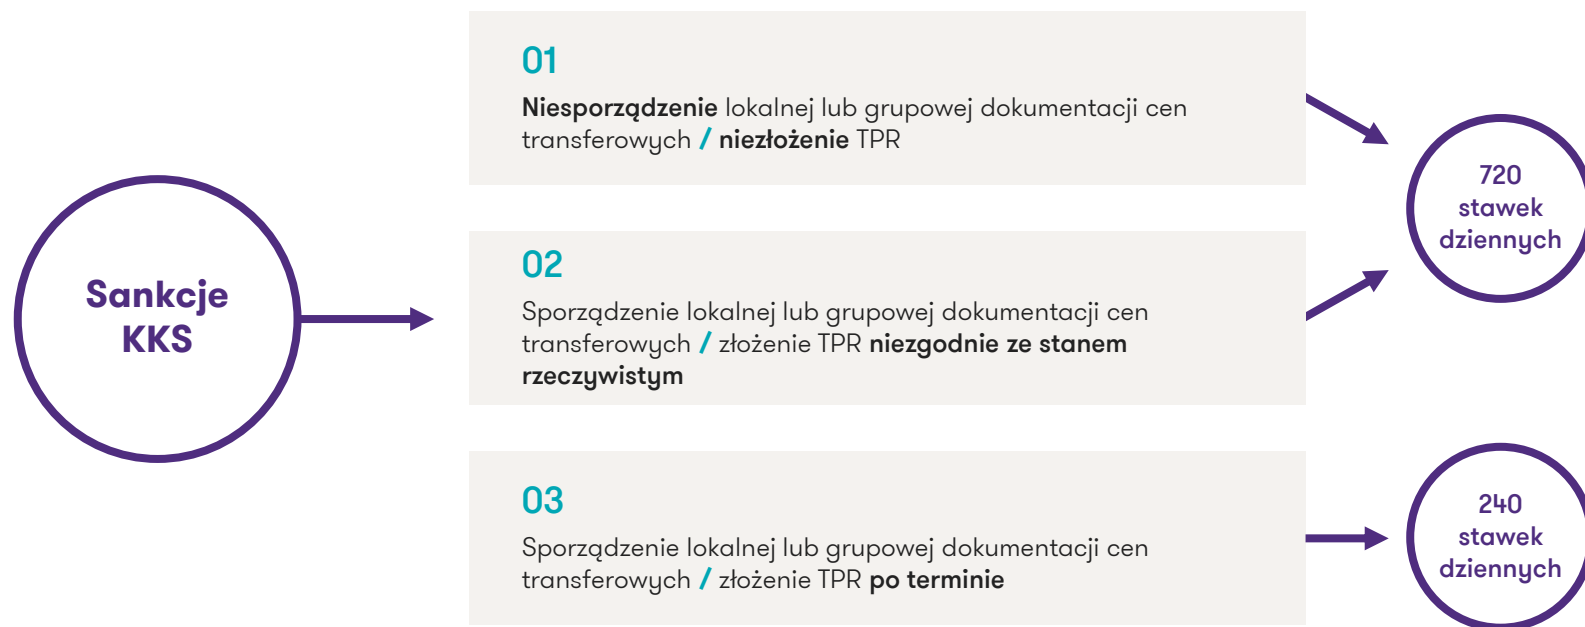 Sankcje
KKS
01
Niesporządzenie lokalnej lub grupowej dokumentacji cen
transferowych / niezłożenie TPR
02
Sporządzenie lokalnej lub grupowej dokumentacji cen
transferowych / złożenie TPR niezgodnie ze stanem
rzeczywistym
720
stawek
dziennych
03
Sporządzenie lokalnej lub grupowej dokumentacji cen
transferowych / złożenie TPR po terminie
240
stawek
dziennych